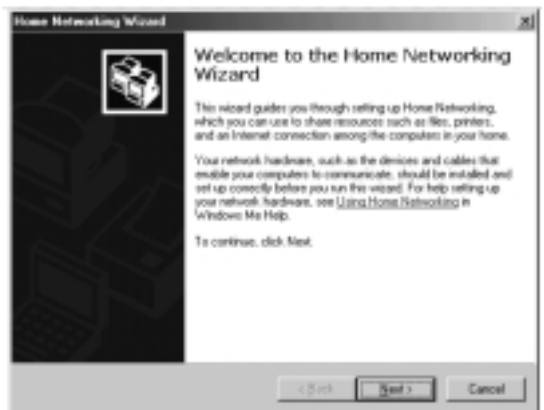 Home Networking Wizard
Welcome to the Home Networking
Wizard
This wizard guides you through setting up Home Networking,
which you can use to share resources such as files, printers,
and an Internet connection among the computers in your home.
Your network hardware, such as the devices and cables that
enable your computers to communicate, should be installed and
set up correctly before you run this wizard. For help setting up
your network hardware, see Using Home Networking in
Windows Me Help.
To continue, click Next.
< Back Next > Cancel